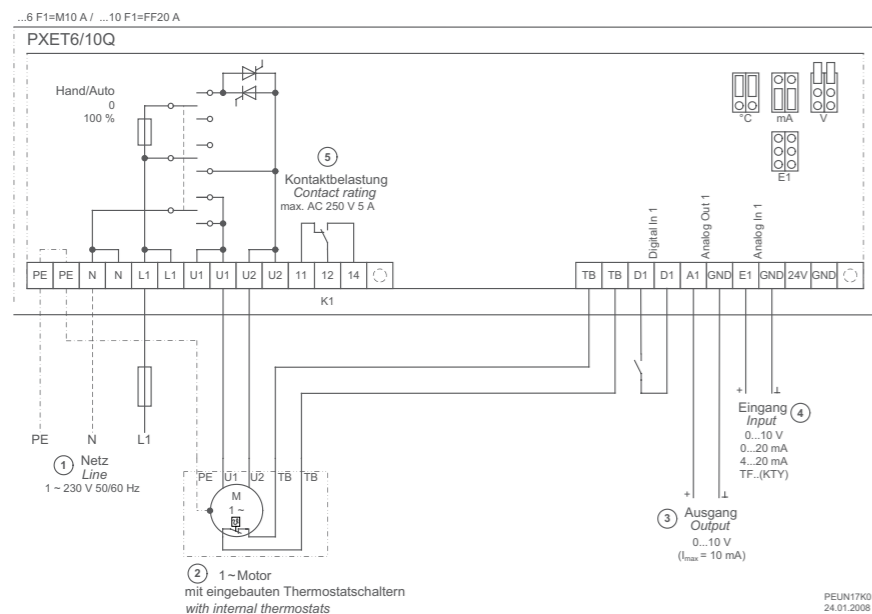 ...6 F1=M10 A / ...10 F1=FF20 A
PXET6/10Q
Hand/Auto
0
100 %
°C mA V
E1
5
Kontaktbelastung
Contact rating
max. AC 250 V 5 A
Digital In 1
Analog Out 1
Analog In 1
PE PE N N L1 L1 U1 U1 U2 U2 11 12 14
TB TB D1 D1 A1 GND E1 GND 24V GND
K1
PE N L1
1 Netz
Line
1 ~ 230 V 50/60 Hz
+ ⊥
Eingang 4
Input
0...10 V
0...20 mA
4...20 mA
TF..(KTY)
PE U1 U2 TB TB
M
1 ~
+ ⊥
3 Ausgang
Output
0...10 V
(Imax = 10 mA)
2 1~Motor
mit eingebauten Thermostatschaltern
with internal thermostats
PEUN17K0
24.01.2008